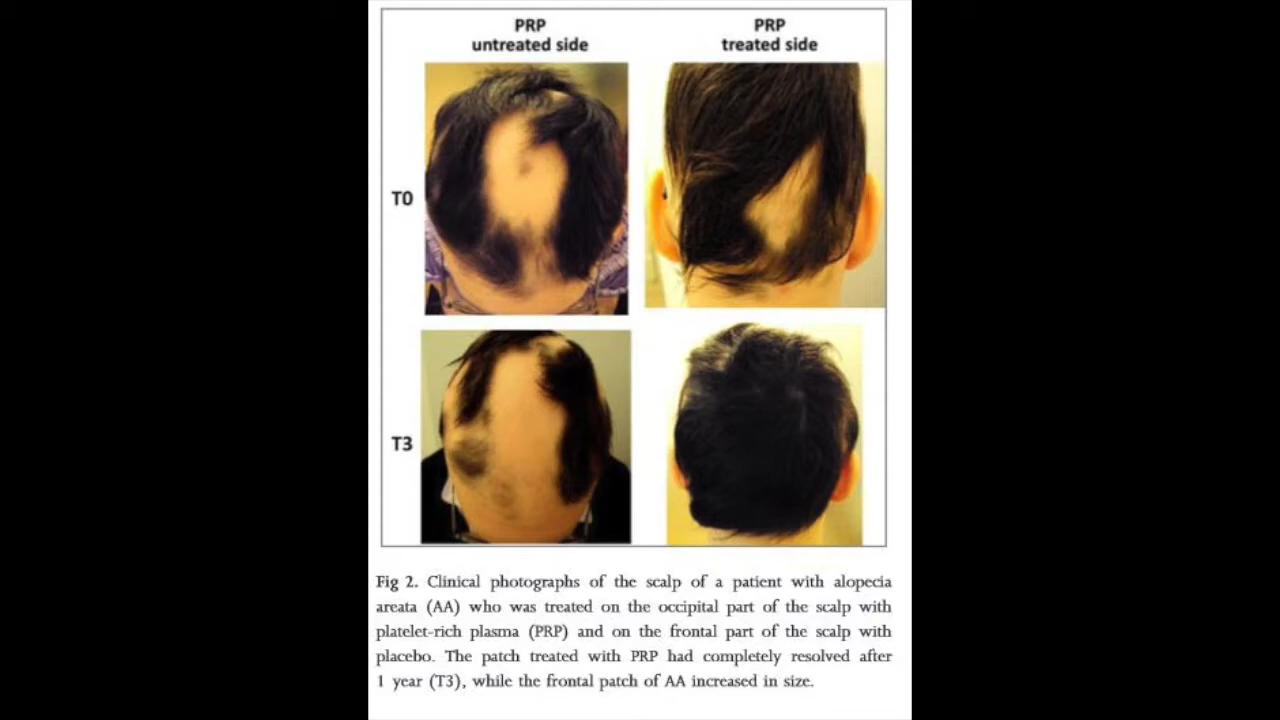 PRP
untreated side
PRP
treated side
T0
T3
Fig 2. Clinical photographs of the scalp of a patient with alopecia
areata (AA) who was treated on the occipital part of the scalp with
platelet-rich plasma (PRP) and on the frontal part of the scalp with
placebo. The patch treated with PRP had completely resolved after
1 year (T3), while the frontal patch of AA increased in size.